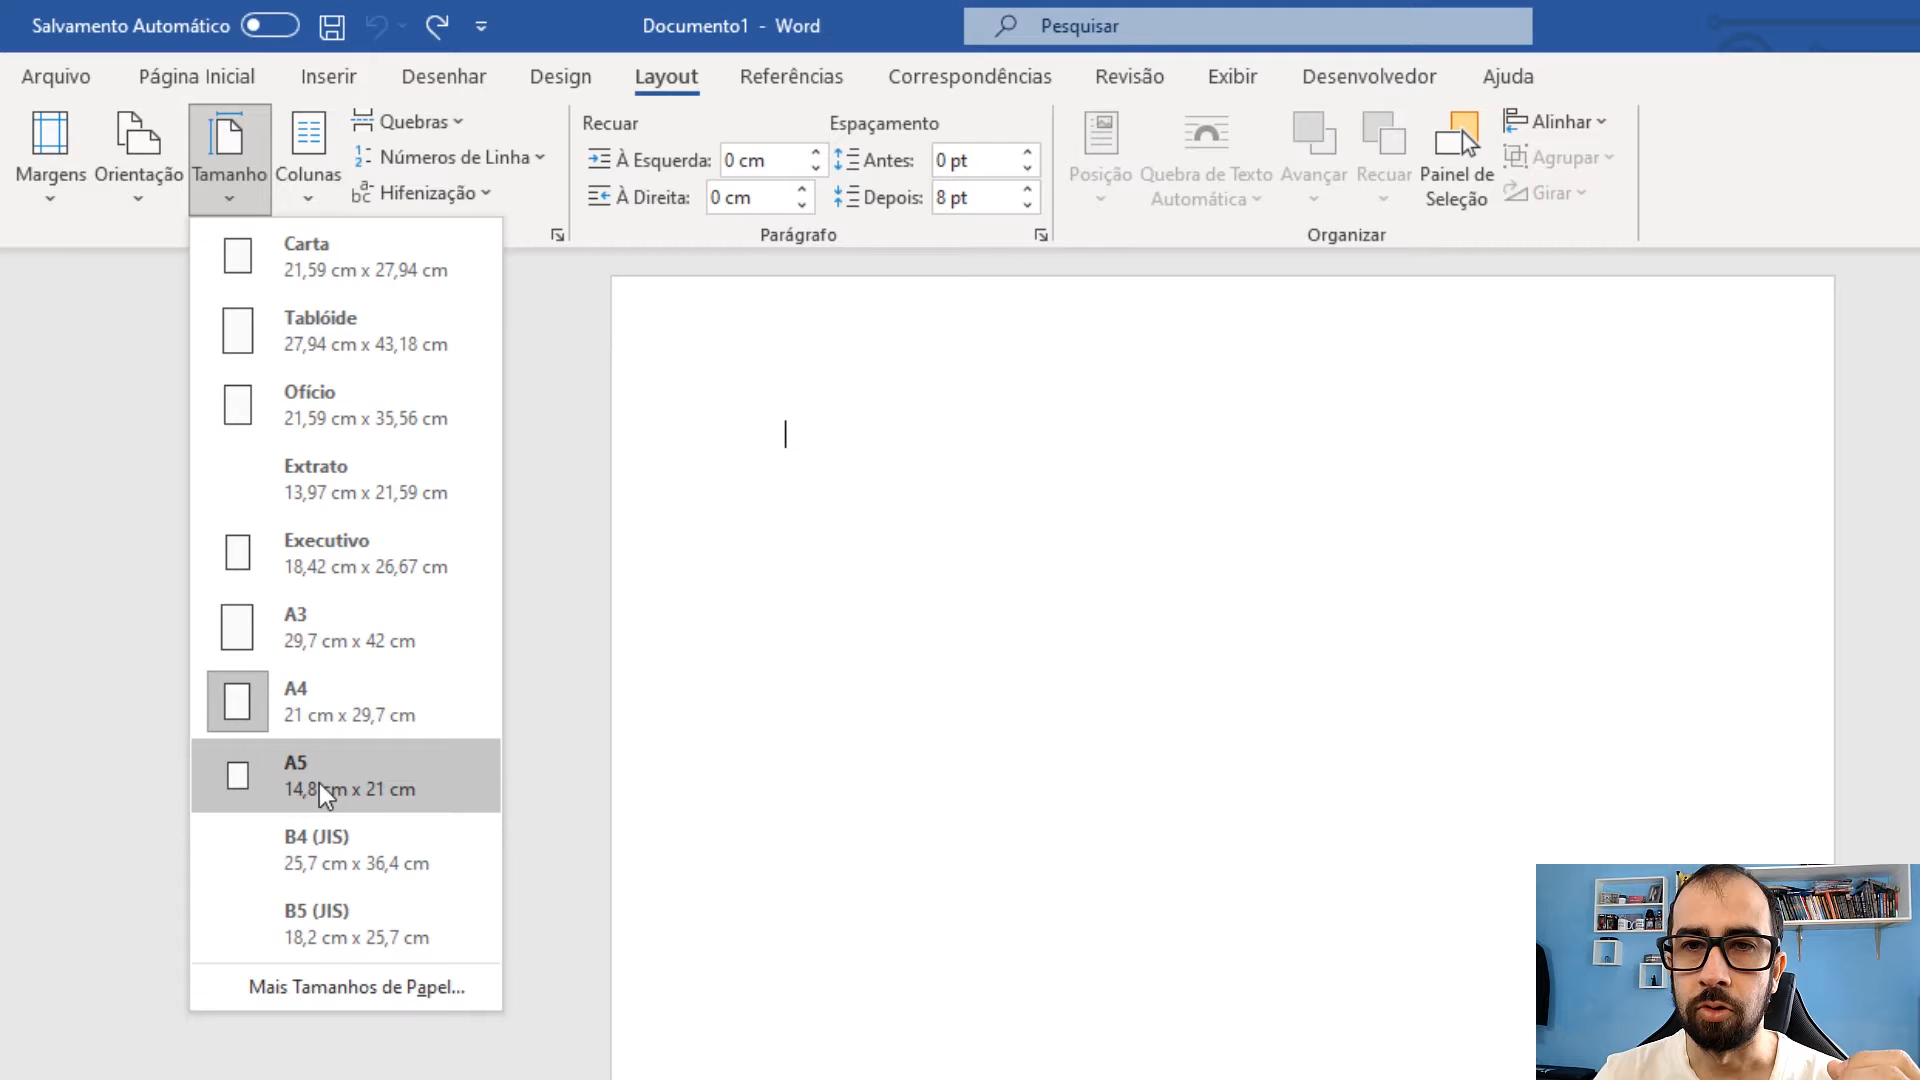 Salvamento Automático
Documento1 - Word
Pesquisar
Arquivo Página Inicial Inserir Desenhar Design Layout Referências Correspondências Revisão Exibir Desenvolvedor Ajuda
Margens
Orientação
Tamanho
Colunas
Quebras
Números de Linha
Hifenização
Recuar
À Esquerda: 0 cm
À Direita: 0 cm
Espaçamento
Antes: 0 pt
Depois: 8 pt
Parágrafo
Posição
Quebra de Texto
Automática
Avançar
Recuar
Painel de
Seleção
Alinhar
Agrupar
Girar
Organizar
Carta
21,59 cm x 27,94 cm
Tablóide
27,94 cm x 43,18 cm
Ofício
21,59 cm x 35,56 cm
Extrato
13,97 cm x 21,59 cm
Executivo
18,42 cm x 26,67 cm
A3
29,7 cm x 42 cm
A4
21 cm x 29,7 cm
A5
14,8 cm x 21 cm
B4 (JIS)
25,7 cm x 36,4 cm
B5 (JIS)
18,2 cm x 25,7 cm
Mais Tamanhos de Papel...